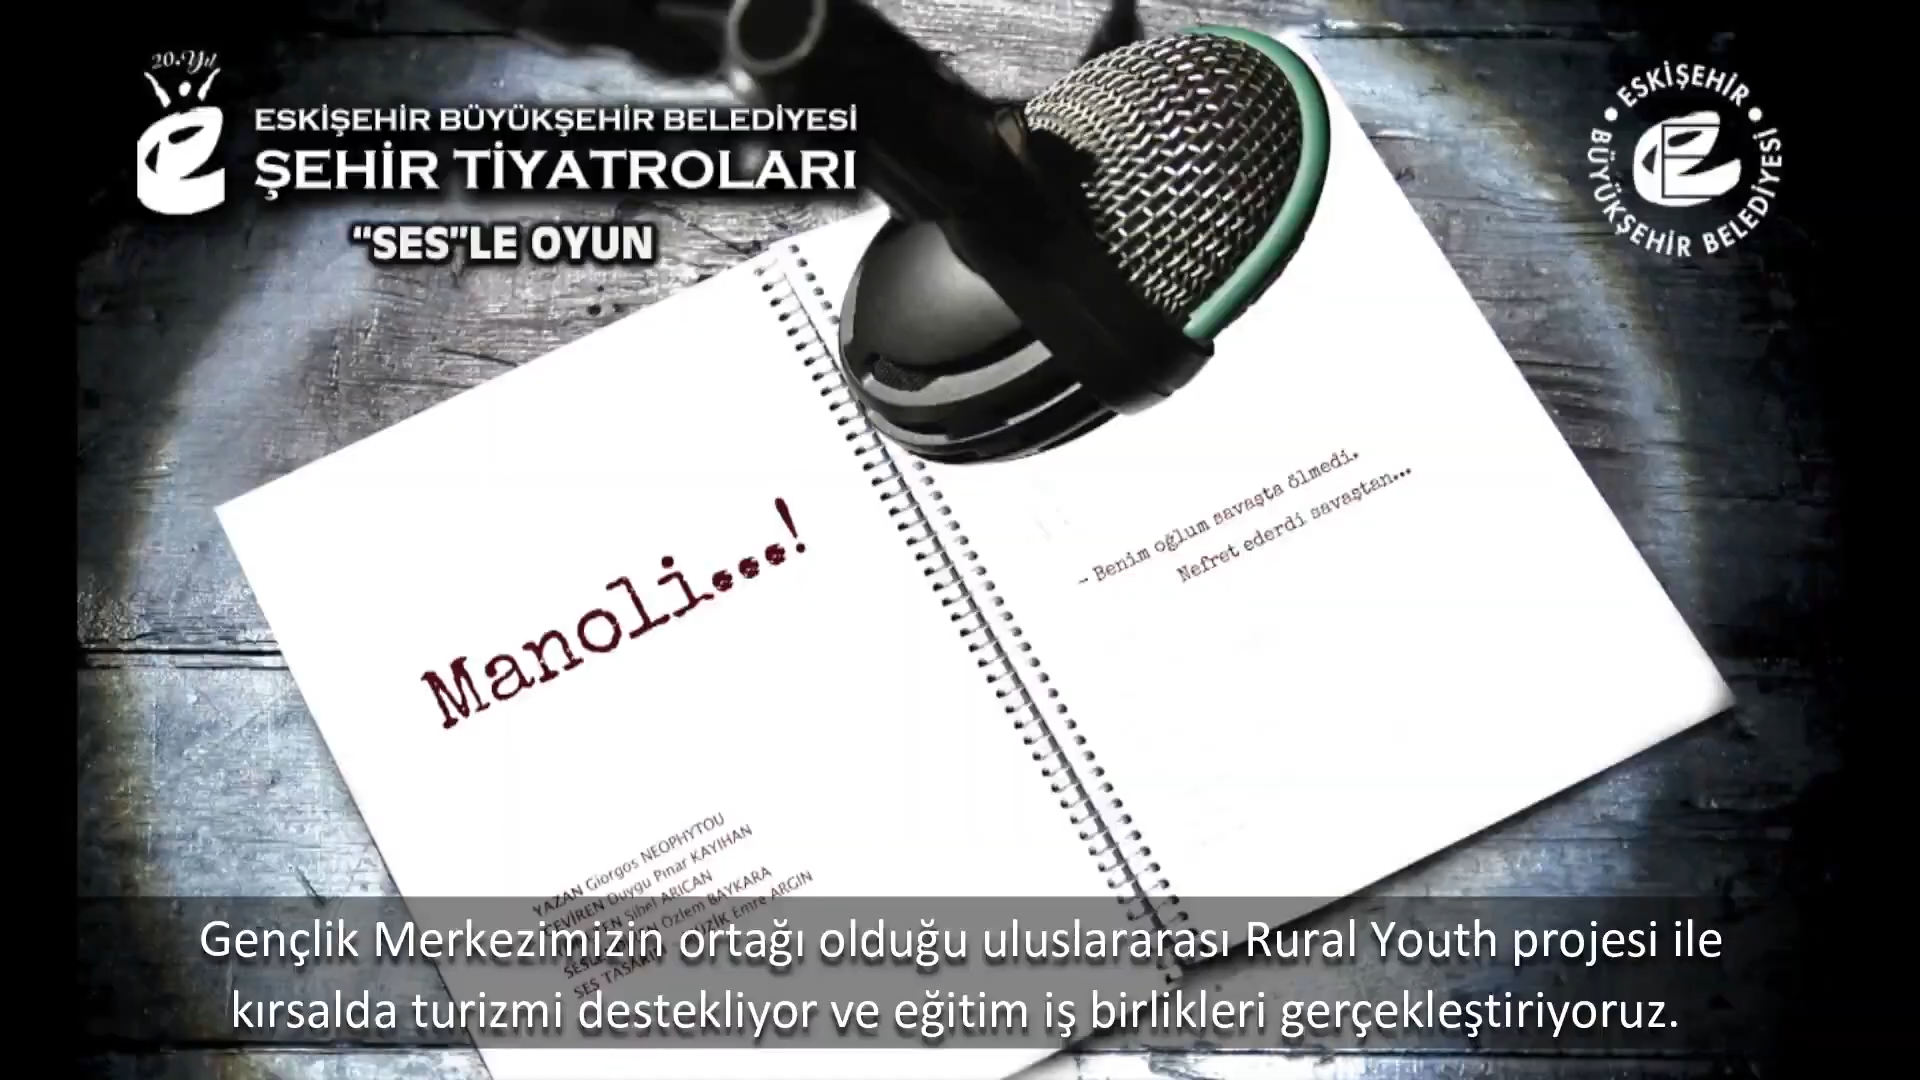 20.Yıl
ESKİŞEHİR BÜYÜKŞEHİR BELEDİYESİ
ŞEHİR TİYATROLARI
“SES”LE OYUN
ESKİŞEHİR BÜYÜKŞEHİR BELEDİYESİ
Manoli...!
- Benim oğlum savaşta ölmedi.
Nefret ederdi savaştan...
YAZAN Giorgos NEOPHYTOU
ÇEVİREN Duygu Pınar KAYIHAN
Sibel ARICAN
Özlem BAYKARA
SES TASARIM MÜZİK Emre ARGIN
Gençlik Merkezimizin ortağı olduğu uluslararası Rural Youth projesi ile
kırsalda turizmi destekliyor ve eğitim iş birlikleri gerçekleştiriyoruz.